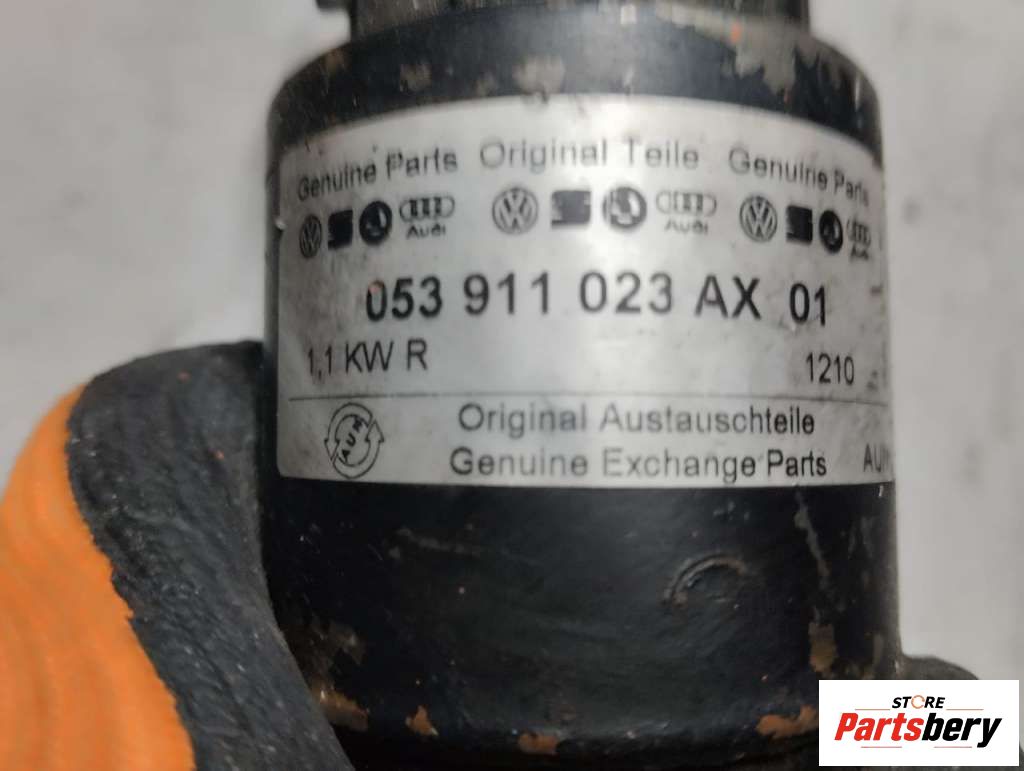 Genuine Parts Original Teile Genuine Parts
Audi Audi Audi
053 911 023 AX 01
1,1 KW R 1210
Original Austauschteile
Genuine Exchange Parts
STORE
Partsbery